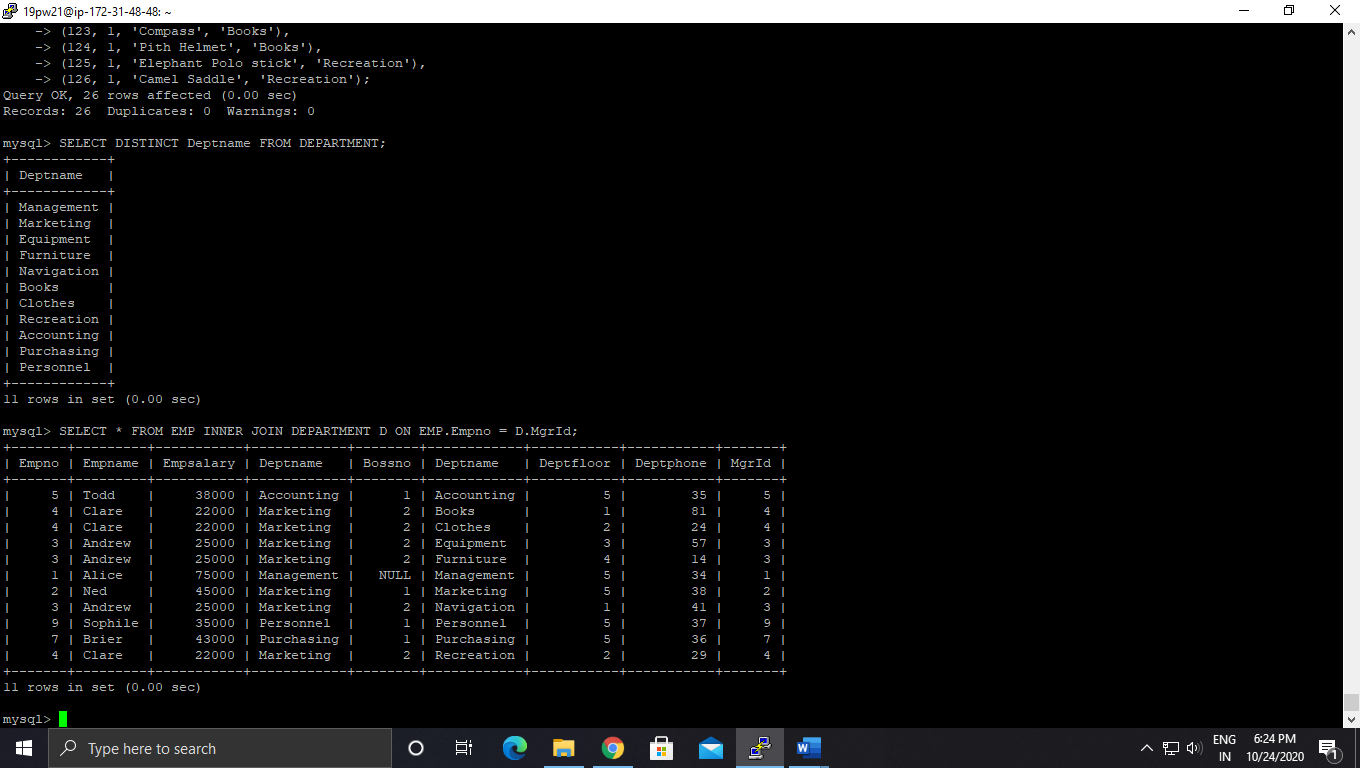 19pw21@ip-172-31-48-48: ~
    -> (123, 1, 'Compass', 'Books'),
    -> (124, 1, 'Pith Helmet', 'Books'),
    -> (125, 1, 'Elephant Polo stick', 'Recreation'),
    -> (126, 1, 'Camel Saddle', 'Recreation');
Query OK, 26 rows affected (0.00 sec)
Records: 26  Duplicates: 0  Warnings: 0
mysql> SELECT DISTINCT Deptname FROM DEPARTMENT;
+------------+
| Deptname   |
+------------+
| Management |
| Marketing  |
| Equipment  |
| Furniture  |
| Navigation |
| Books      |
| Clothes    |
| Recreation |
| Accounting |
| Purchasing |
| Personnel  |
+------------+
11 rows in set (0.00 sec)
mysql> SELECT * FROM EMP INNER JOIN DEPARTMENT D ON EMP.Empno = D.MgrId;
+-------+---------+-----------+------------+--------+------------+-----------+-----------+-------+
| Empno | Empname | Empsalary | Deptname   | Bossno | Deptname   | Deptfloor | Deptphone | MgrId |
+-------+---------+-----------+------------+--------+------------+-----------+-----------+-------+
|     5 | Todd    |     38000 | Accounting |      1 | Accounting |         5 |        35 |     5 |
|     4 | Clare   |     22000 | Marketing  |      2 | Books      |         1 |        81 |     4 |
|     4 | Clare   |     22000 | Marketing  |      2 | Clothes    |         2 |        24 |     4 |
|     3 | Andrew  |     25000 | Marketing  |      2 | Equipment  |         3 |        57 |     3 |
|     3 | Andrew  |     25000 | Marketing  |      2 | Furniture  |         4 |        14 |     3 |
|     1 | Alice   |     75000 | Management |   NULL | Management |         5 |        34 |     1 |
|     2 | Ned     |     45000 | Marketing  |      1 | Marketing  |         5 |        38 |     2 |
|     3 | Andrew  |     25000 | Marketing  |      2 | Navigation |         1 |        41 |     3 |
|     9 | Sophile |     35000 | Personnel  |      1 | Personnel  |         5 |        37 |     9 |
|     7 | Brier   |     43000 | Purchasing |      1 | Purchasing |         5 |        36 |     7 |
|     4 | Clare   |     22000 | Marketing  |      2 | Recreation |         2 |        29 |     4 |
+-------+---------+-----------+------------+--------+------------+-----------+-----------+-------+
11 rows in set (0.00 sec)
mysql>
Type here to search
ENG
IN
6:24 PM
10/24/2020
1